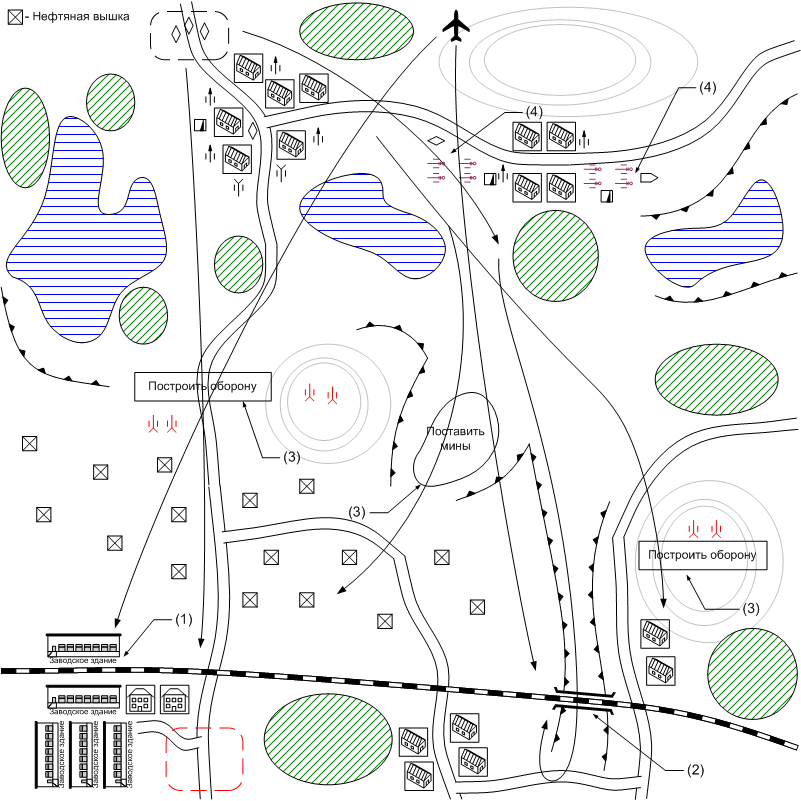 - Нефтяная вышка
(4)
(4)
Построить оборону
(3)
Поставить
мины
(3)
Построить оборону
(3)
(1)
Заводское здание
Заводское здание
Заводское здание
Заводское здание
Заводское здание
(2)